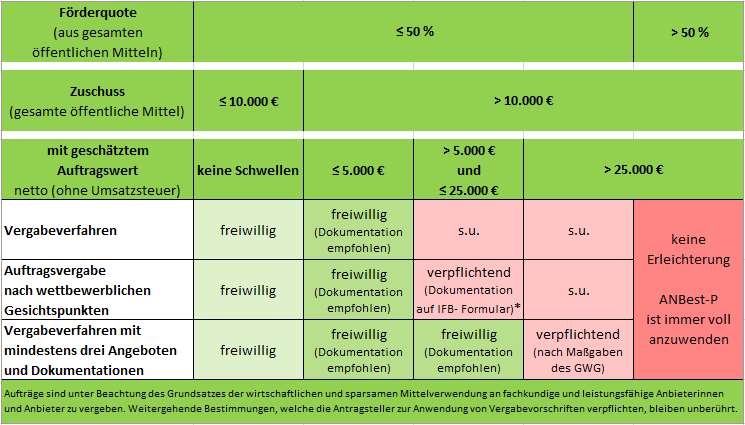 Förderquote
(aus gesamten
öffentlichen Mitteln)
≤ 50 %
> 50 %
Zuschuss
(gesamte öffentliche Mittel)
≤ 10.000 €
> 10.000 €
mit geschätztem
Auftragswert
netto (ohne Umsatzsteuer)
keine Schwellen
≤ 5.000 €
> 5.000 €
und
≤ 25.000 €
> 25.000 €
Vergabeverfahren
freiwillig
freiwillig
(Dokumentation
empfohlen)
s.u.
s.u.
keine
Erleichterung
ANBest-P
ist immer voll
anzuwenden
Auftragsvergabe
nach wettbewerblichen
Gesichtspunkten
freiwillig
freiwillig
(Dokumentation
empfohlen)
verpflichtend
(Dokumentation
auf IFB- Formular)*
s.u.
Vergabeverfahren mit
mindestens drei Angeboten
und Dokumentationen
freiwillig
freiwillig
(Dokumentation
empfohlen)
freiwillig
(Dokumentation
empfohlen)
verpflichtend
(nach Maßgaben
des GWG)
Aufträge sind unter Beachtung des Grundsatzes der wirtschaftlichen und sparsamen Mittelverwendung an fachkundige und leistungsfähige Anbieterinnen
und Anbieter zu vergeben. Weitergehende Bestimmungen, welche die Antragsteller zur Anwendung von Vergabevorschriften verpflichten, bleiben unberührt.